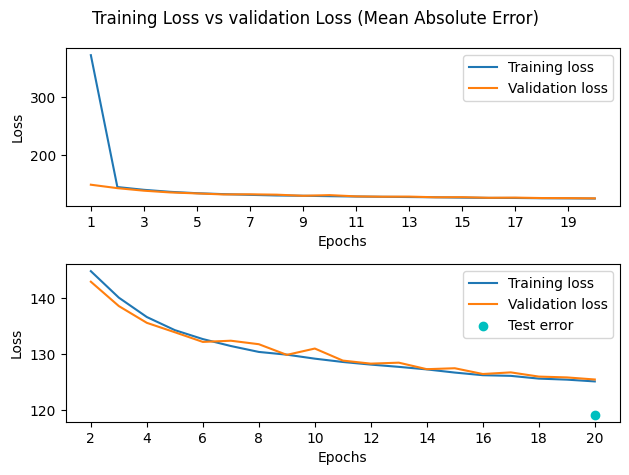 Training Loss vs validation Loss (Mean Absolute Error)
300
200
Loss
Training loss
Validation loss
1 3 5 7 9 11 13 15 17 19
Epochs
140
130
120
Loss
Training loss
Validation loss
Test error
2 4 6 8 10 12 14 16 18 20
Epochs